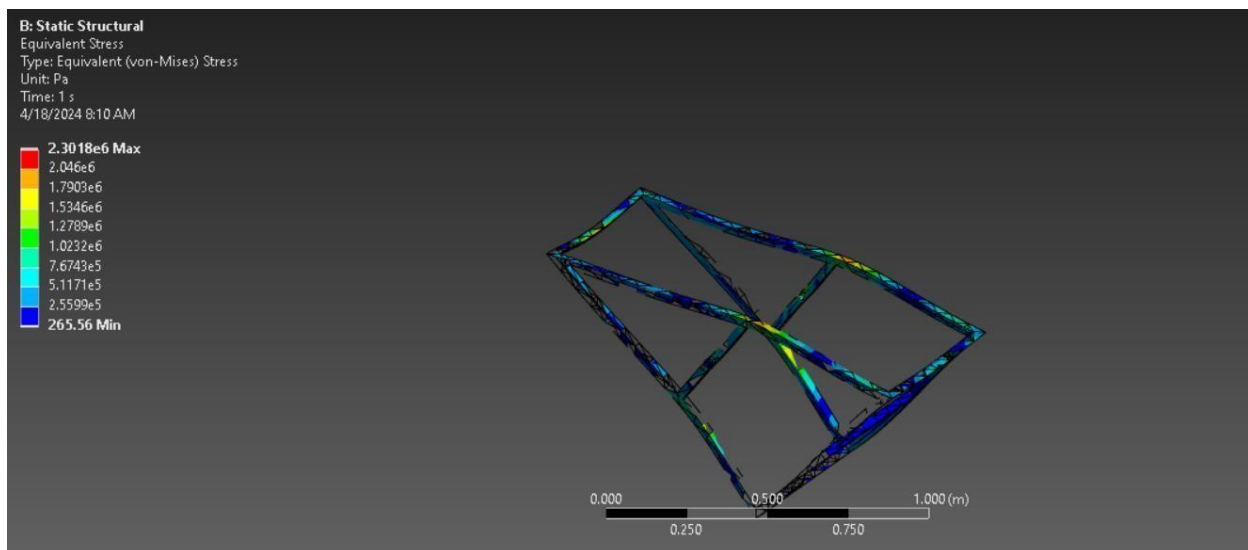 B: Static Structural
Equivalent Stress
Type: Equivalent (von-Mises) Stress
Unit: Pa
Time: 1 s
4/18/2024 8:10 AM
2.3018e6 Max
2.046e6
1.7903e6
1.5346e6
1.2789e6
1.0232e6
7.6743e5
5.1171e5
2.5599e5
265.56 Min
0.000 0.500 1.000 (m)
0.250 0.750